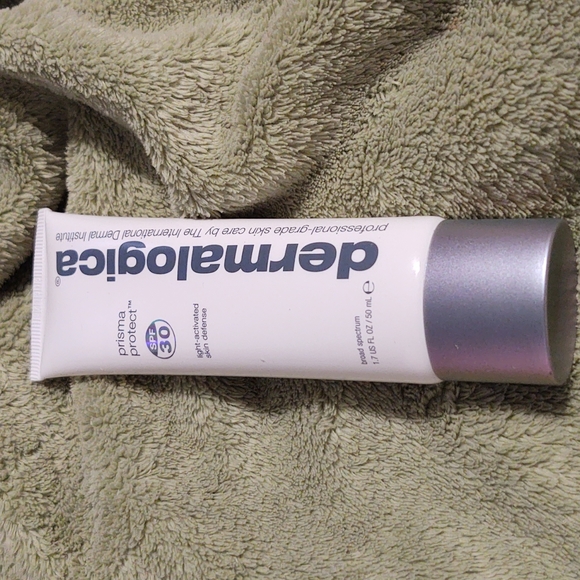 dermalogica®
professional-grade skin care by The International Dermal Institute
prisma
protect™
SPF
30
light-activated
skin defense
broad spectrum
1.7 US FL OZ / 50 mL ℮